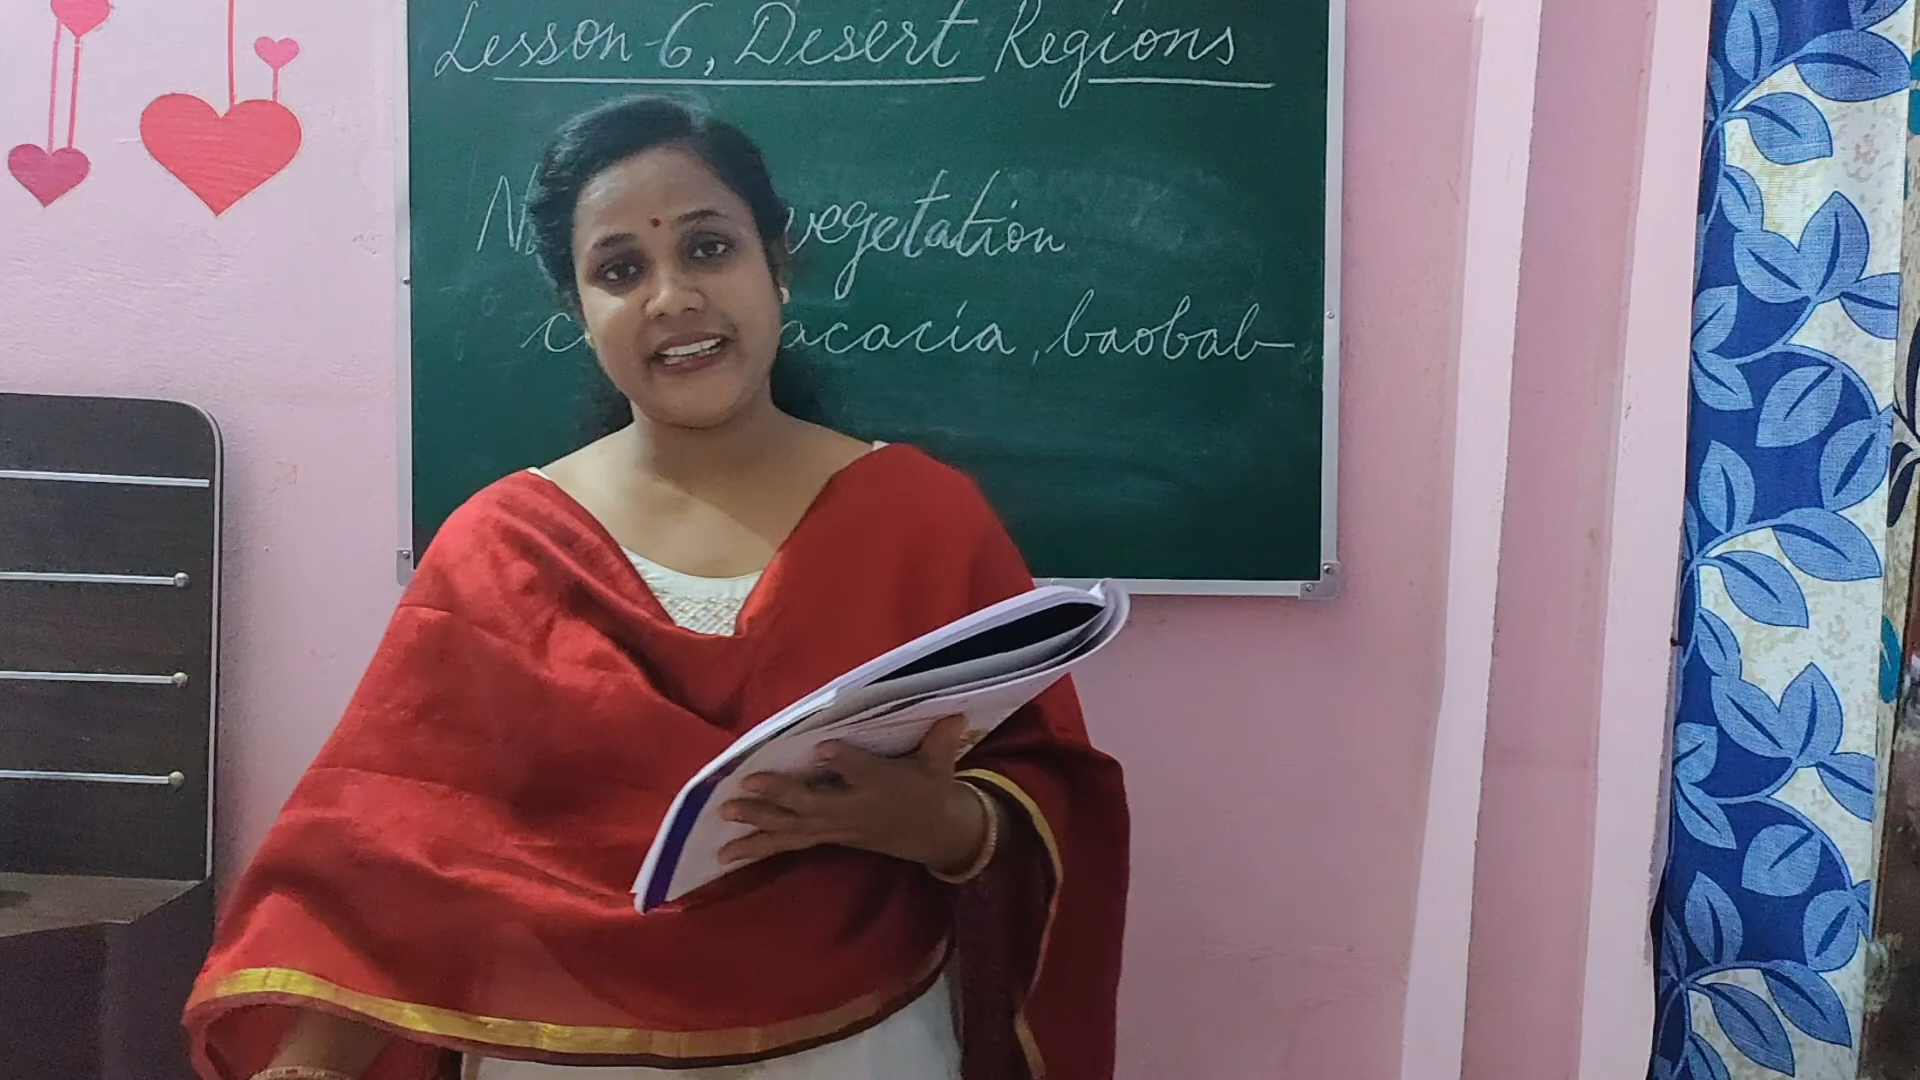 Lesson-6, Desert Regions
vegetation
acacia, baobab